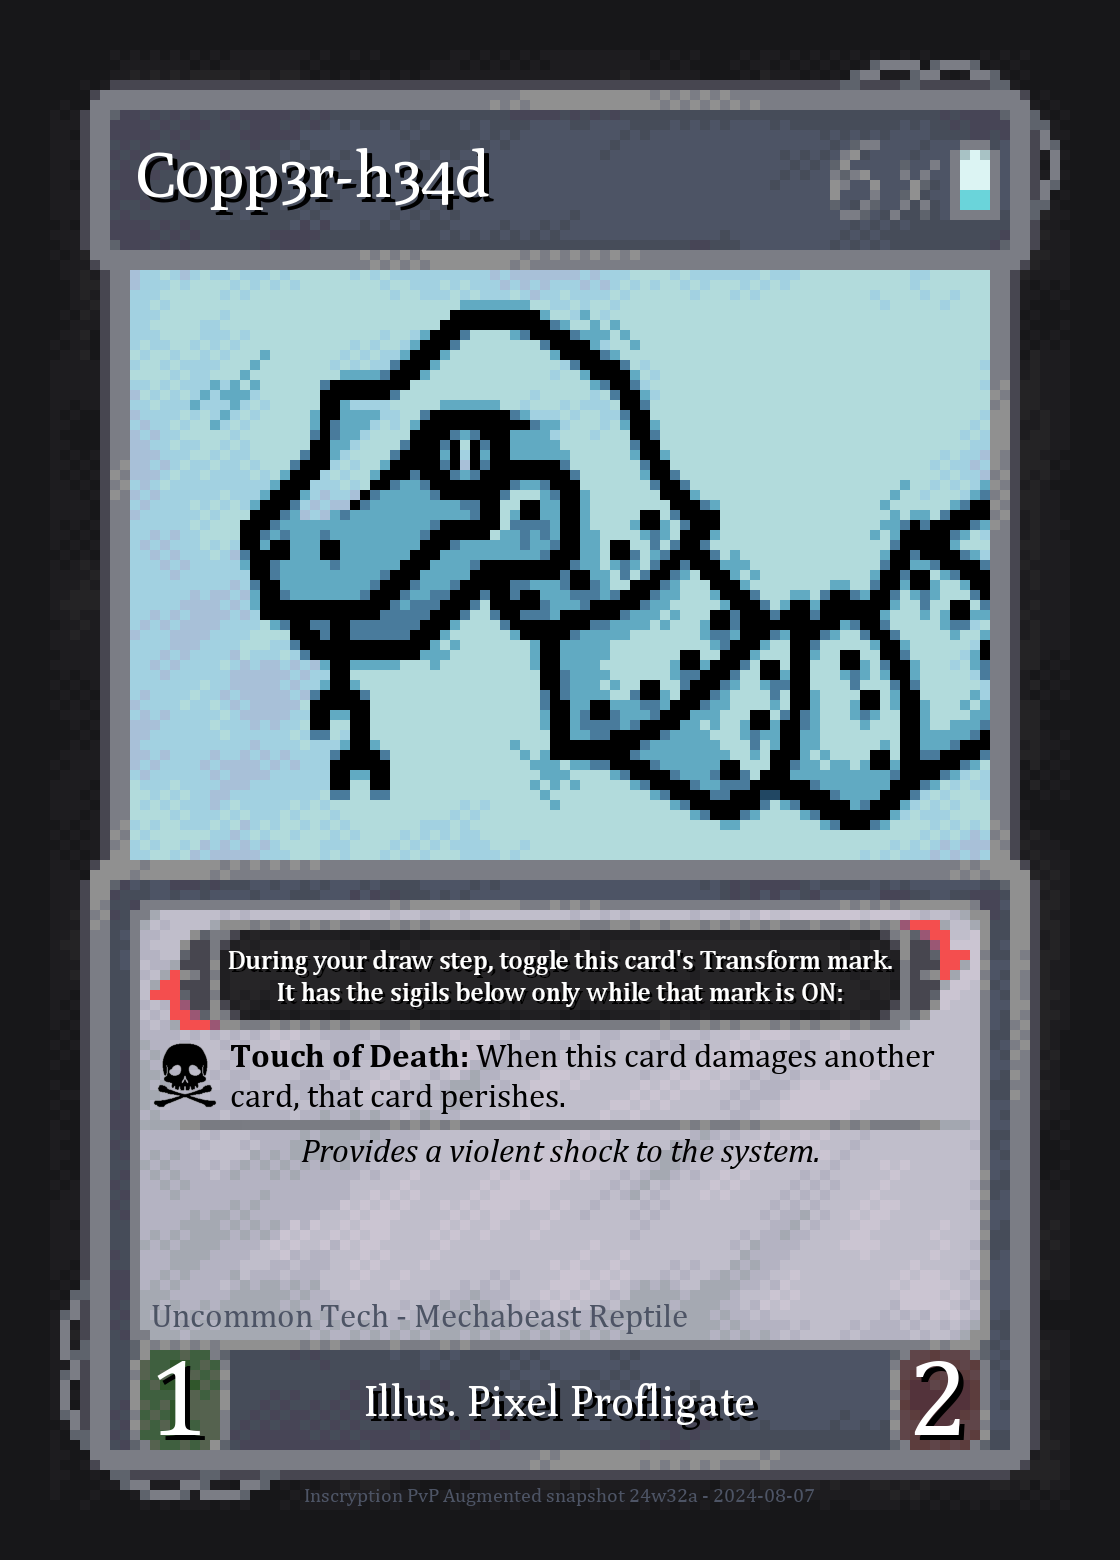 Copp3r-h34d
6x
During your draw step, toggle this card's Transform mark.
It has the sigils below only while that mark is ON:
Touch of Death: When this card damages another
card, that card perishes.
Provides a violent shock to the system.
Uncommon Tech - Mechabeast Reptile
1
Illus. Pixel Profligate
2
Inscryption PvP Augmented snapshot 24w32a - 2024-08-07